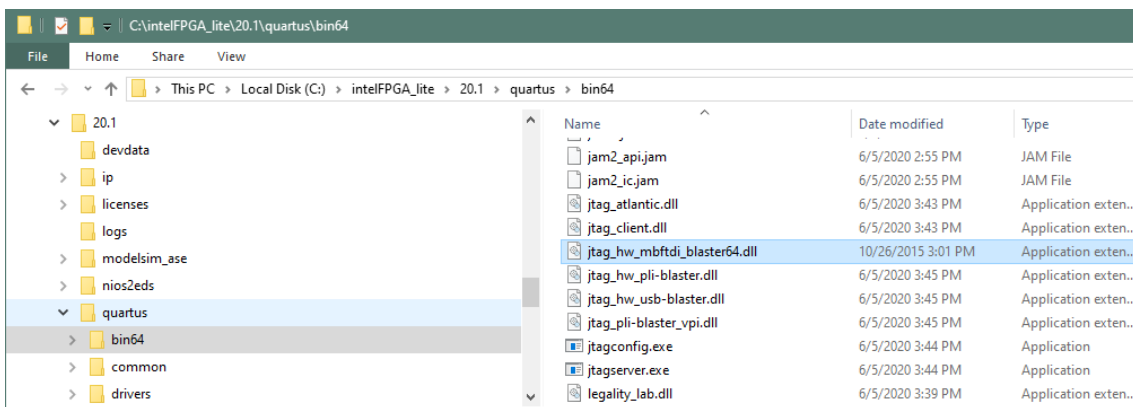 C:\intelFPGA_lite\20.1\quartus\bin64
File Home Share View
This PC > Local Disk (C:) > intelFPGA_lite > 20.1 > quartus > bin64
20.1
devdata
ip
licenses
logs
modelsim_ase
nios2eds
quartus
bin64
common
drivers
Name Date modified Type
jam2_api.jam 6/5/2020 2:55 PM JAM File
jam2_ic.jam 6/5/2020 2:55 PM JAM File
jtag_atlantic.dll 6/5/2020 3:43 PM Application exten...
jtag_client.dll 6/5/2020 3:43 PM Application exten...
jtag_hw_mbftdi_blaster64.dll 10/26/2015 3:01 PM Application exten...
jtag_hw_pli-blaster.dll 6/5/2020 3:45 PM Application exten...
jtag_hw_usb-blaster.dll 6/5/2020 3:45 PM Application exten...
jtag_pli-blaster_vpi.dll 6/5/2020 3:45 PM Application exten...
jtagconfig.exe 6/5/2020 3:44 PM Application
jtagserver.exe 6/5/2020 3:44 PM Application
legality_lab.dll 6/5/2020 3:39 PM Application exten...